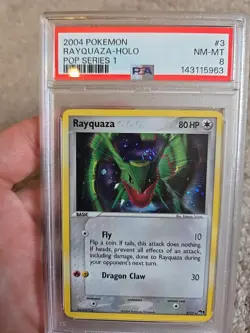 2004 POKEMON #3
RAYQUAZA-HOLO NM-MT
POP SERIES 1 8
PSA 143115963
Rayquaza 80 HP
BASIC
Fly 10
Flip a coin. If tails, this attack does nothing.
If heads, prevent all effects of an attack,
including damage, done to Rayquaza during
your opponent's next turn.
Dragon Claw 30